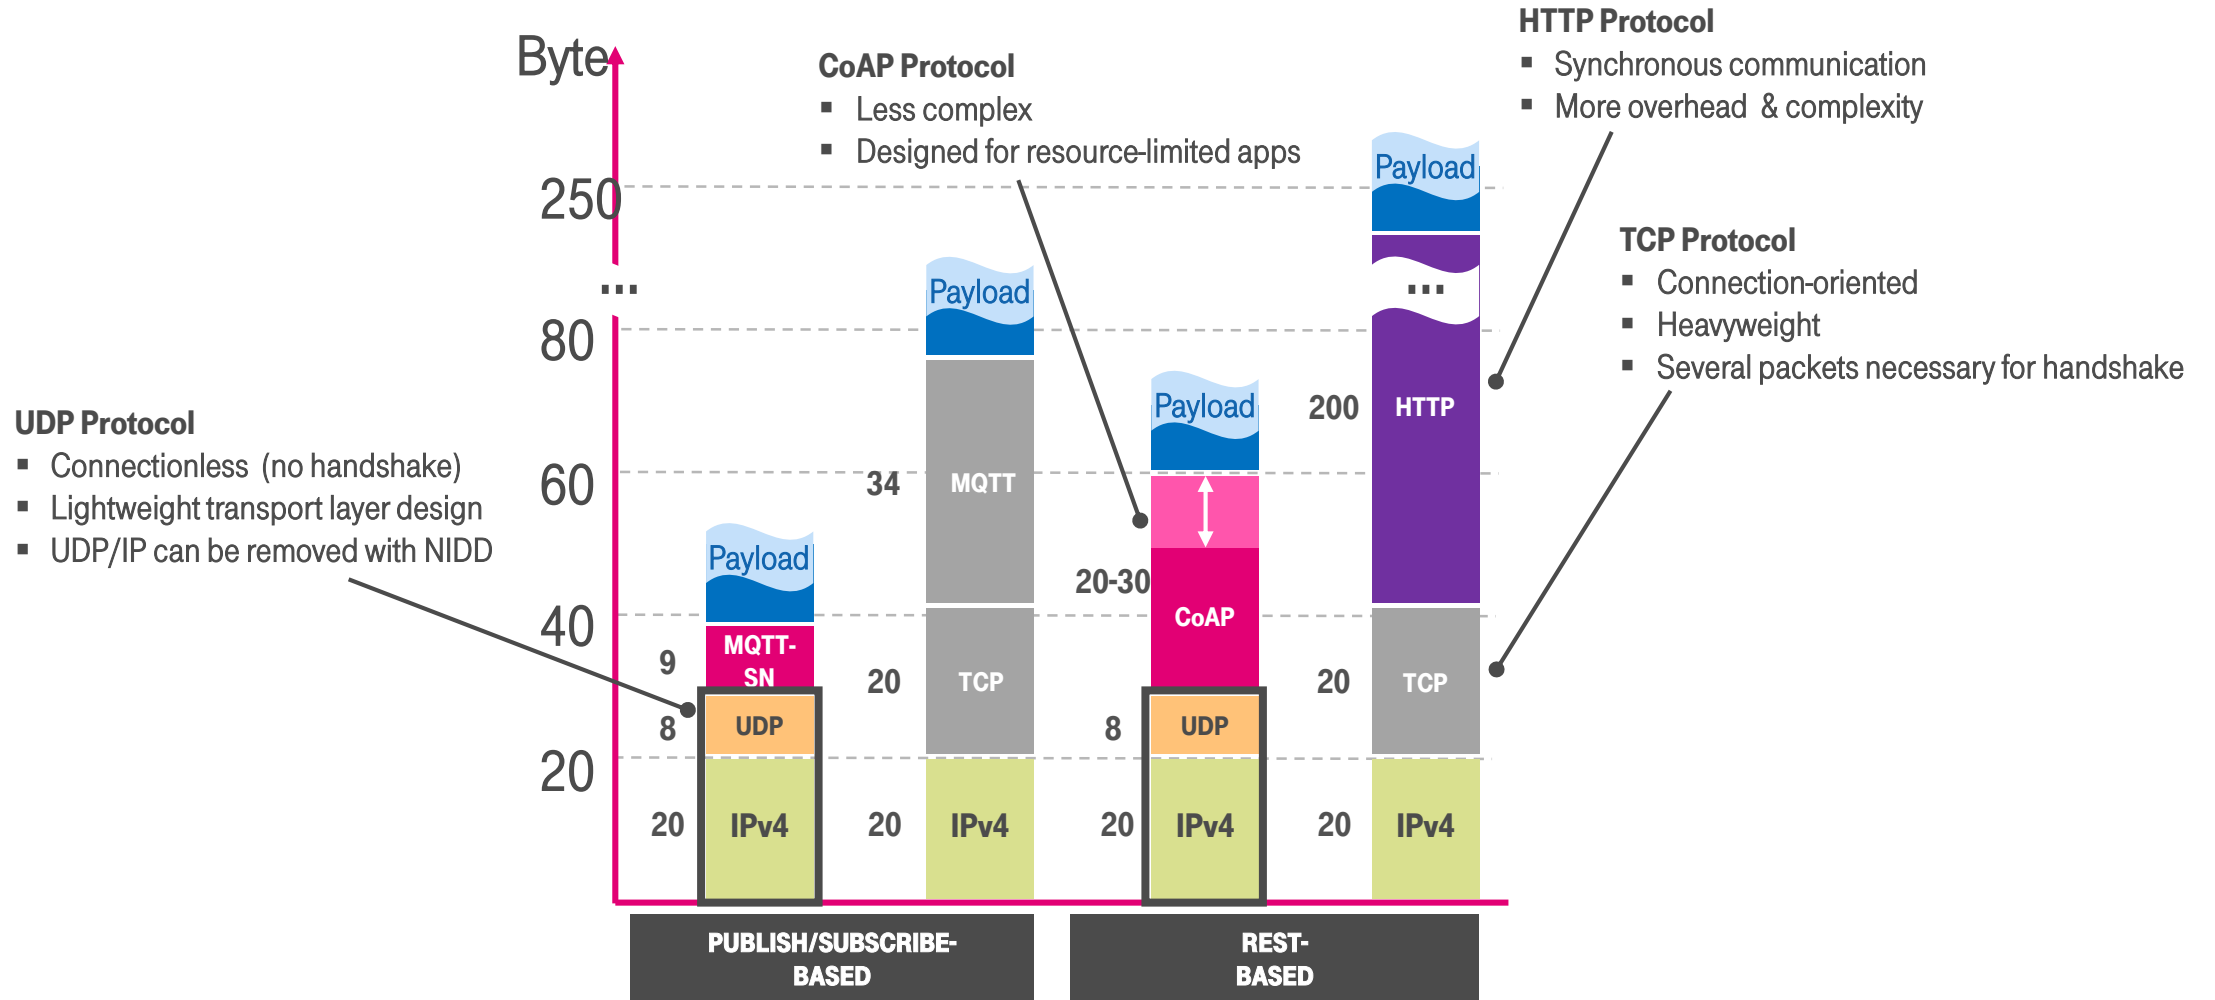 HTTP Protocol
▪ Synchronous communication
▪ More overhead & complexity
Byte
CoAP Protocol
▪ Less complex
▪ Designed for resource-limited apps
Payload
250
TCP Protocol
▪ Connection-oriented
▪ Heavyweight
▪ Several packets necessary for handshake
...
Payload
...
80
Payload
200
HTTP
UDP Protocol
▪ Connectionless (no handshake)
▪ Lightweight transport layer design
▪ UDP/IP can be removed with NIDD
60
34
MQTT
Payload
20-30
CoAP
40
MQTT-
SN
9
20
TCP
20
TCP
8
UDP
8
UDP
20
20
IPv4
20
IPv4
20
IPv4
20
IPv4
PUBLISH/SUBSCRIBE-
BASED
REST-
BASED